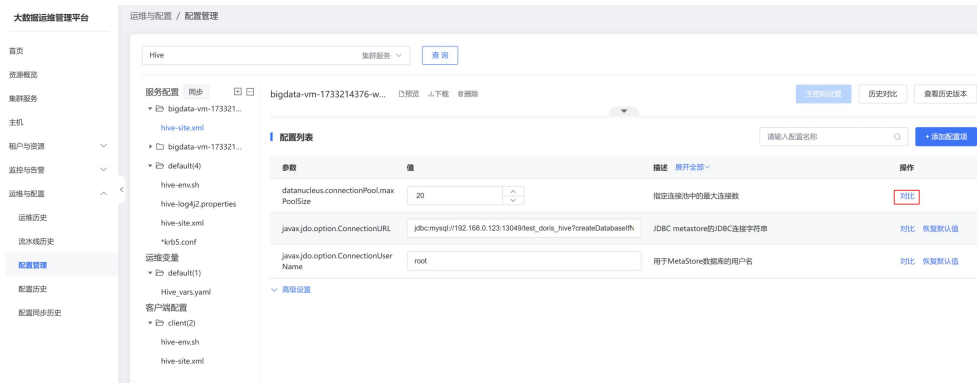 大数据运维管理平台
运维与配置 / 配置管理
首页
资源概览
集群服务
主机
租户与资源
监控与告警
运维与配置
运维历史
流水线历史
配置管理
配置历史
配置同步历史
Hive 集群服务 查询
服务配置 同步
bigdata-vm-173321...
hive-site.xml
bigdata-vm-173321...
default(4)
hive-env.sh
hive-log4j2.properties
hive-site.xml
*krb5.conf
运维变量
default(1)
Hive_vars.yaml
客户端配置
client(2)
hive-env.sh
hive-site.xml
bigdata-vm-1733214376-w... 预览 下载 删除
主密码设置 历史对比 查看历史版本
配置列表 请输入配置名称 + 添加配置项
参数 值 描述 展开全部 操作
datanucleus.connectionPool.max
PoolSize 20 指定连接池中的最大连接数 对比
javax.jdo.option.ConnectionURL jdbc:mysql://192.168.0.123:13049/test_doris_hive?createDatabaseIfN JDBC metastore的JDBC连接字符串 对比 恢复默认值
javax.jdo.option.ConnectionUser
Name root 用于MetaStore数据库的用户名 对比 恢复默认值
高级设置